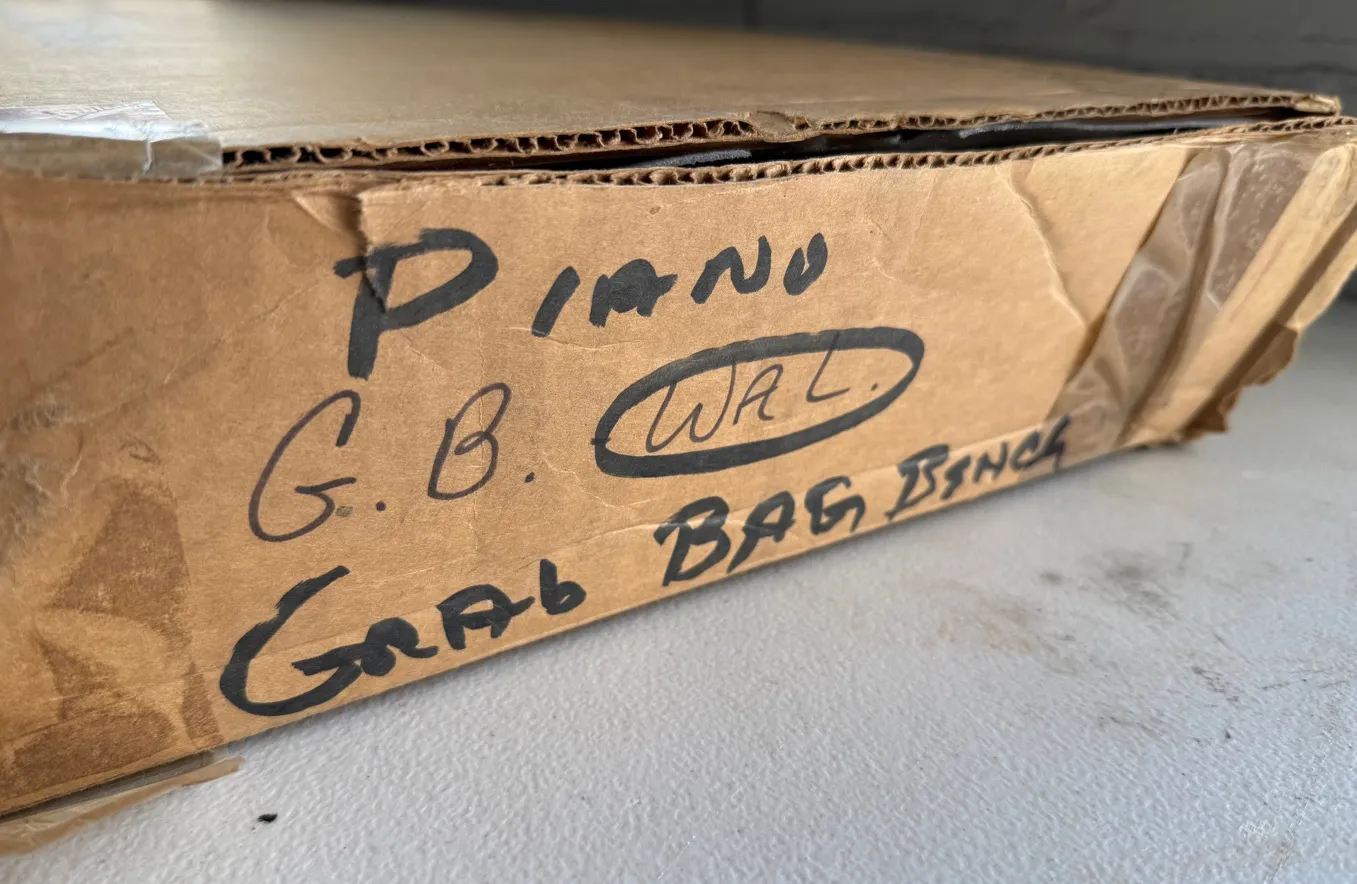 PIANO
G. B. WAL.
GRAb BAG BENCH